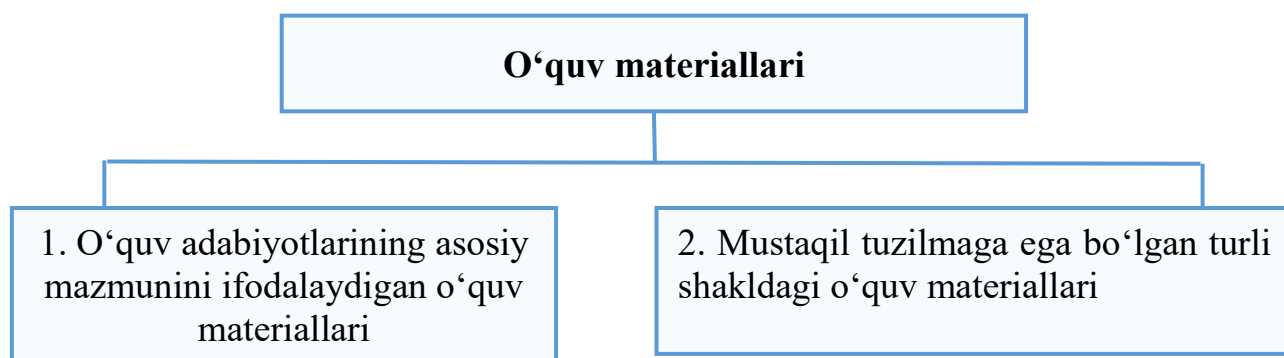 O‘quv materiallari
1. O‘quv adabiyotlarining asosiy
mazmunini ifodalaydigan o‘quv
materiallari
2. Mustaqil tuzilmaga ega bo‘lgan turli
shakldagi o‘quv materiallari